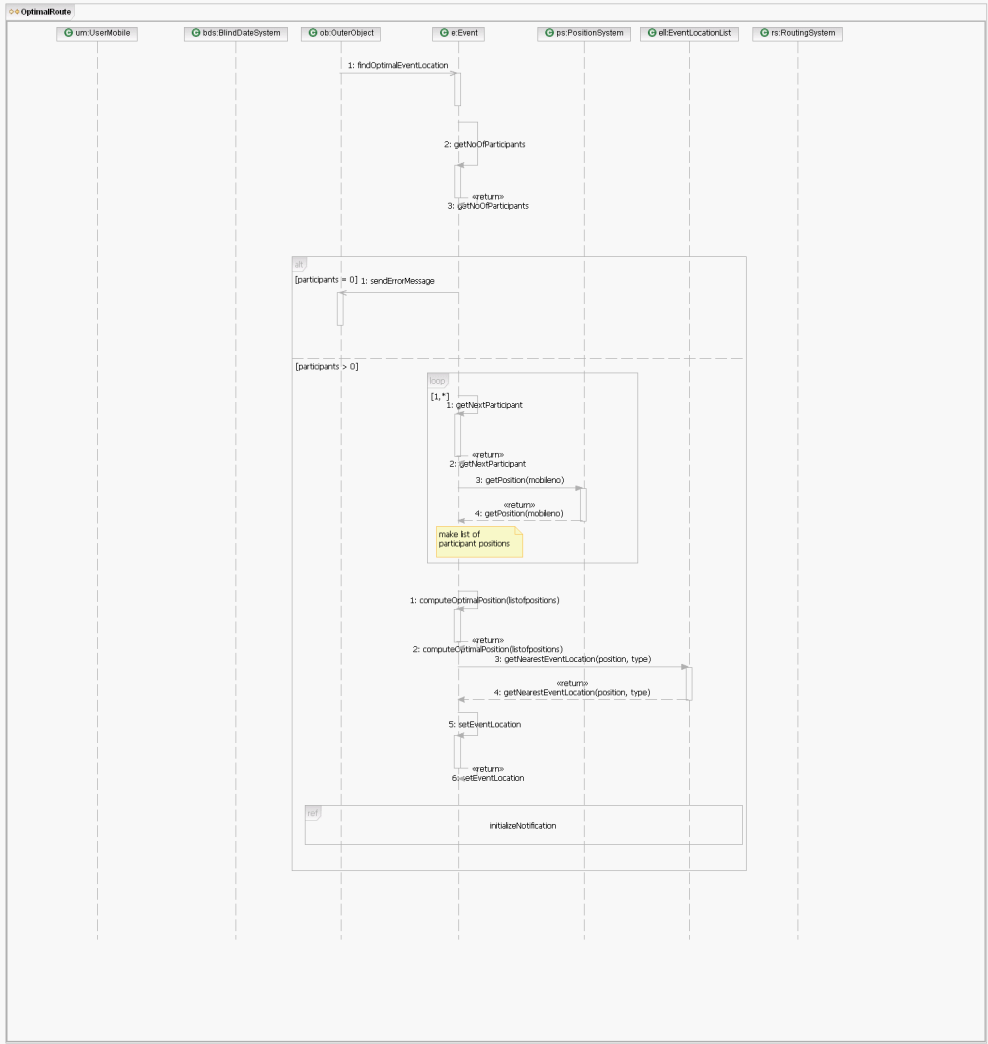 OptimalRoute
um:UserMobile
bds:BlindDateSystem
ob:OuterObject
e:Event
ps:PositionSystem
ell:EventLocationList
rs:RoutingSystem
1: findOptimalEventLocation
2: getNoOfParticipants
«return»
3: getNoOfParticipants
alt
[participants = 0] 1: sendErrorMessage
[participants > 0]
loop
[1,*]
1: getNextParticipant
«return»
2: getNextParticipant
3: getPosition(mobileno)
«return»
4: getPosition(mobileno)
make list of
participant positions
1: computeOptimalPosition(listofpositions)
«return»
2: computeOptimalPosition(listofpositions)
3: getNearestEventLocation(position, type)
«return»
4: getNearestEventLocation(position, type)
5: setEventLocation
«return»
6: setEventLocation
ref
initializeNotification